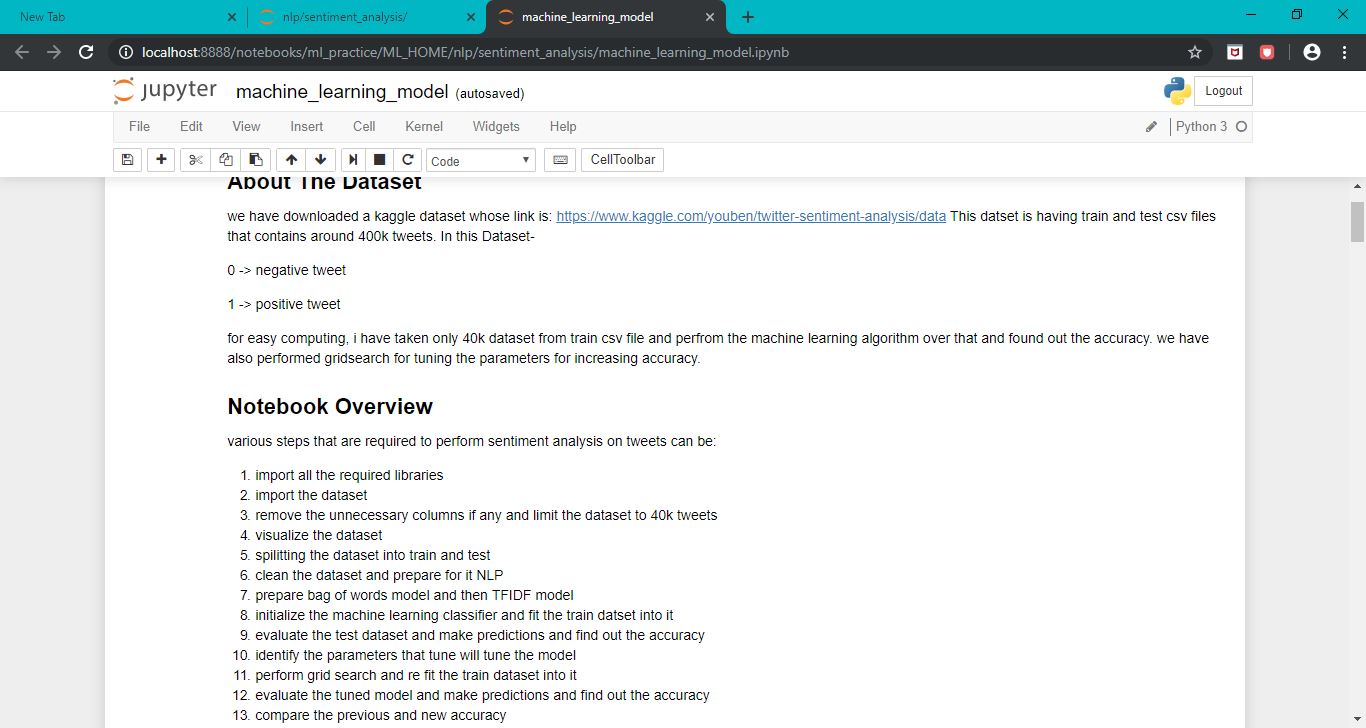 New Tab
nlp/sentiment_analysis/
machine_learning_model
localhost:8888/notebooks/ml_practice/ML_HOME/nlp/sentiment_analysis/machine_learning_model.ipynb
jupyter machine_learning_model (autosaved)
Logout
File Edit View Insert Cell Kernel Widgets Help
Python 3
Code
CellToolbar
About The Dataset
we have downloaded a kaggle dataset whose link is: https://www.kaggle.com/youben/twitter-sentiment-analysis/data This datset is having train and test csv files
that contains around 400k tweets. In this Dataset-
0 -> negative tweet
1 -> positive tweet
for easy computing, i have taken only 40k dataset from train csv file and perfrom the machine learning algorithm over that and found out the accuracy. we have
also performed gridsearch for tuning the parameters for increasing accuracy.
Notebook Overview
various steps that are required to perform sentiment analysis on tweets can be:
1. import all the required libraries
2. import the dataset
3. remove the unnecessary columns if any and limit the dataset to 40k tweets
4. visualize the dataset
5. spilitting the dataset into train and test
6. clean the dataset and prepare for it NLP
7. prepare bag of words model and then TFIDF model
8. initialize the machine learning classifier and fit the train datset into it
9. evaluate the test dataset and make predictions and find out the accuracy
10. identify the parameters that tune will tune the model
11. perform grid search and re fit the train dataset into it
12. evaluate the tuned model and make predictions and find out the accuracy
13. compare the previous and new accuracy